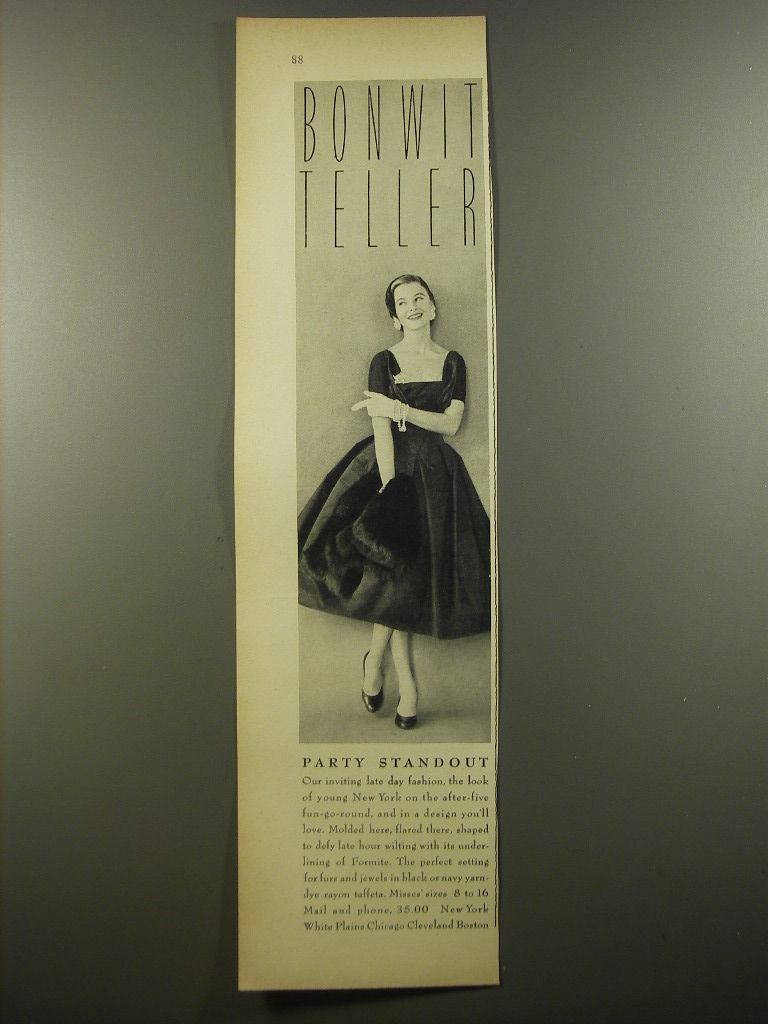 88
BONWIT
TELLER
PARTY STANDOUT
Our inviting late day fashion, the look
of young New York on the after-five
fun-go-round, and in a design you'll
love. Molded here, flared there, shaped
to defy late hour wilting with its under-
lining of Formite. The perfect setting
for furs and jewels in black or navy yarn-
dye rayon taffeta. Misses' sizes 8 to 16
Mail and phone, 35.00 New York
White Plains Chicago Cleveland Boston